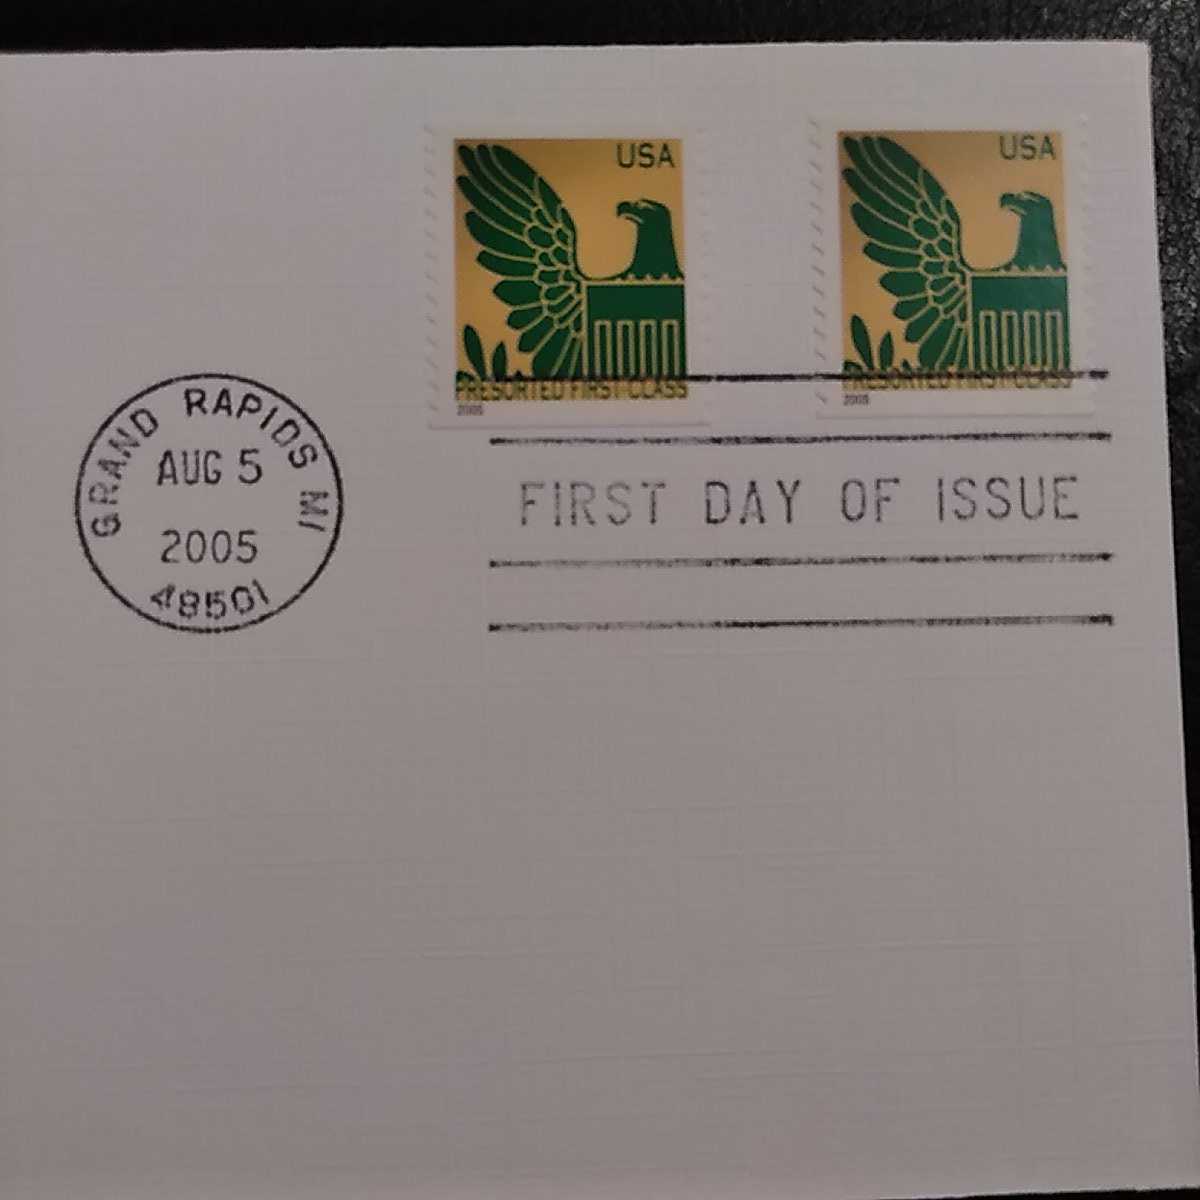 USA
PRESORTED FIRST-CLASS
2005
USA
PRESORTED FIRST-CLASS
2005
GRAND RAPIDS MI
AUG 5
2005
48501
FIRST DAY OF ISSUE